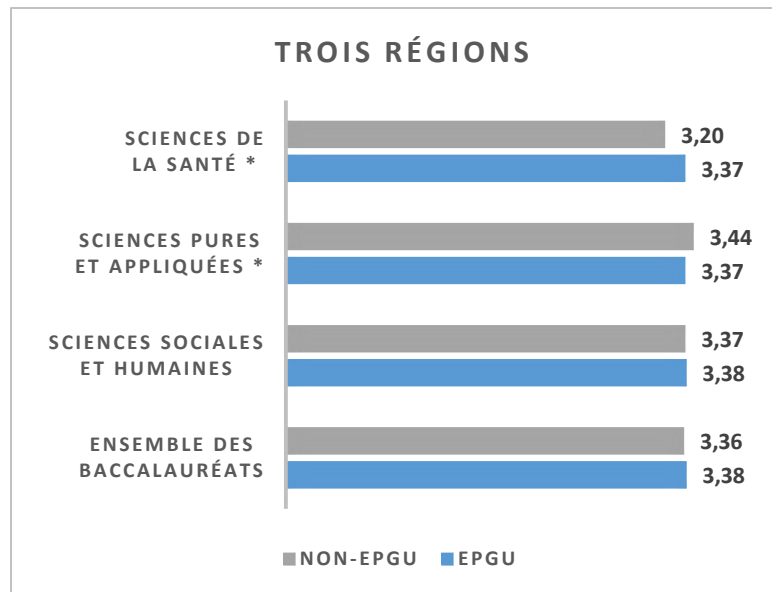 TROIS RÉGIONS
SCIENCES DE
LA SANTÉ *
3,20
3,37
SCIENCES PURES
ET APPLIQUÉES *
3,44
3,37
SCIENCES SOCIALES
ET HUMAINES
3,37
3,38
ENSEMBLE DES
BACCALAURÉATS
3,36
3,38
NON-EPGU EPGU